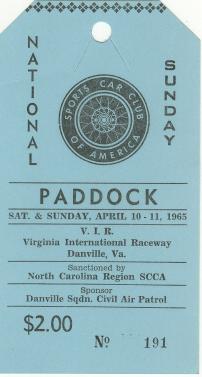 NATIONAL
SUNDAY
SPORTS CAR CLUB
OF AMERICA
PADDOCK
SAT. & SUNDAY, APRIL 10 - 11, 1965
V. I. R.
Virginia International Raceway
Danville, Va.
Sanctioned by
North Carolina Region SCCA
Sponsor
Danville Sqdn. Civil Air Patrol
$2.00
No 191